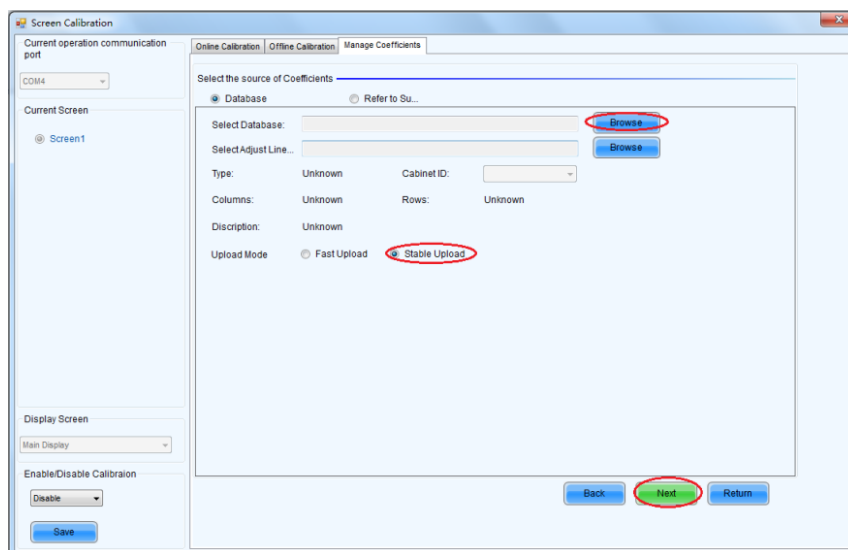 Screen Calibration
Current operation communication
port
COM4
Current Screen
Screen1
Display Screen
Main Display
Enable/Disable Calibraion
Disable
Save
Online Calibration
Offline Calibration
Manage Coefficients
Select the source of Coefficients
Database
Refer to Su...
Select Database:
Browse
Select Adjust Line...
Browse
Type:
Unknown
Cabinet ID:
Columns:
Unknown
Rows:
Unknown
Discription:
Unknown
Upload Mode
Fast Upload
Stable Upload
Back
Next
Return